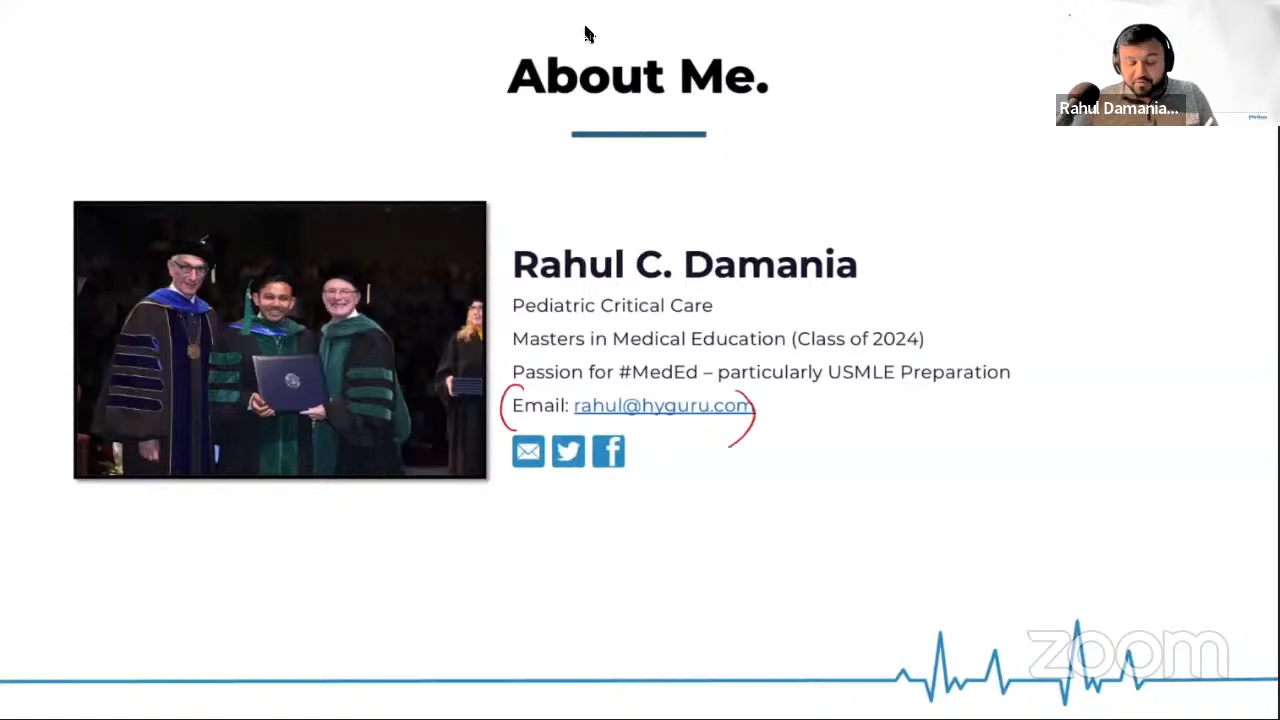 About Me.
Rahul Damania...
Rahul C. Damania
Pediatric Critical Care
Masters in Medical Education (Class of 2024)
Passion for #MedEd – particularly USMLE Preparation
Email: rahul@hyguru.com
zoom